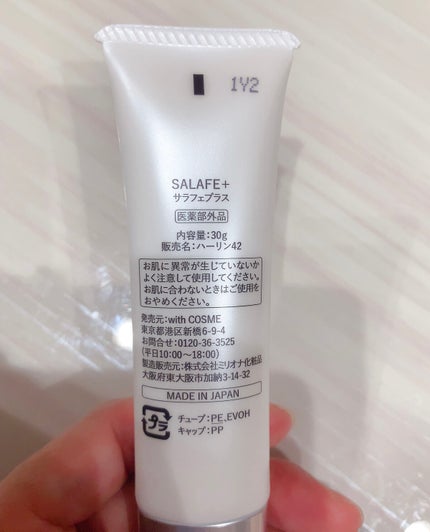 1Y2
SALAFE+
サラフェプラス
医薬部外品
内容量:30g
販売名:ハーリン42
お肌に異常が生じていないか
よく注意して使用してください。
お肌に合わないときはご使用を
おやめください。
発売元:with COSME
東京都港区新橋6-9-4
お問合せ:0120-36-3525
(平日10:00〜18:00)
製造販売元:株式会社ミリオナ化粧品
大阪府東大阪市加納3-14-32
MADE IN JAPAN
プラ
チューブ:PE,EVOH
キャップ:PP